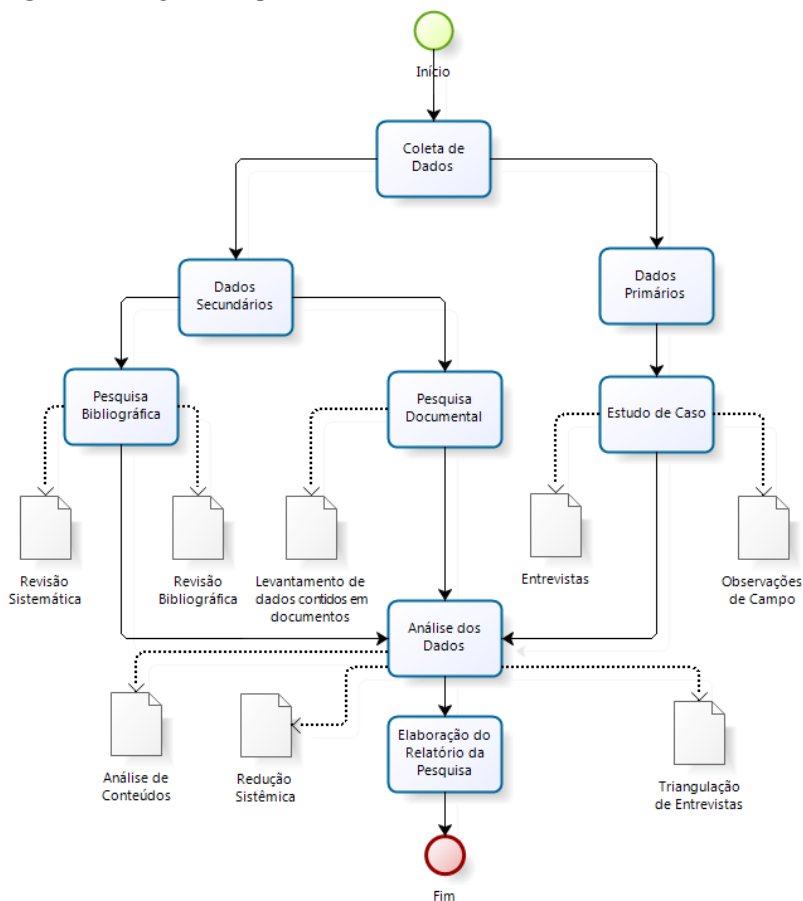 Início
Coleta de
Dados
Dados
Secundários
Dados
Primários
Pesquisa
Bibliográfica
Pesquisa
Documental
Estudo de Caso
Revisão
Sistemática
Revisão
Bibliográfica
Levantamento de
dados contidos em
documentos
Entrevistas
Observações
de Campo
Análise dos
Dados
Análise de
Conteúdos
Redução
Sistêmica
Elaboração do
Relatório da
Pesquisa
Triangulação
de Entrevistas
Fim